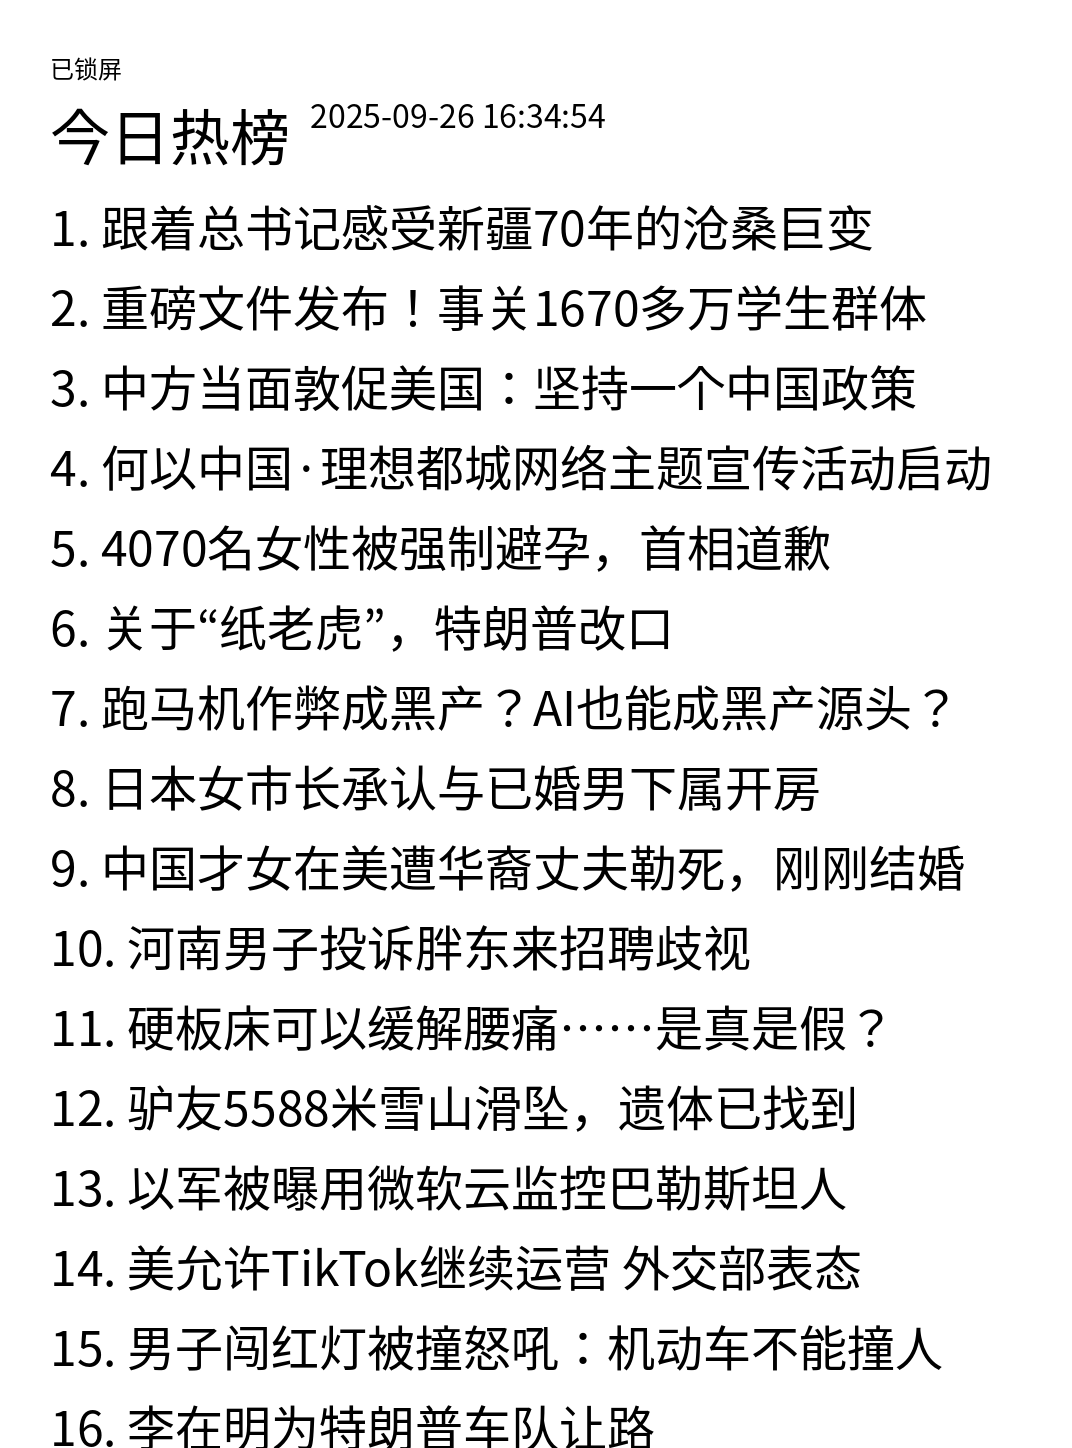 已锁屏
今日热榜 2025-09-26 16:34:54
1. 跟着总书记感受新疆70年的沧桑巨变
2. 重磅文件发布！事关1670多万学生群体
3. 中方当面敦促美国：坚持一个中国政策
4. 何以中国·理想都城网络主题宣传活动启动
5. 4070名女性被强制避孕，首相道歉
6. 关于“纸老虎”，特朗普改口
7. 跑马机作弊成黑产？AI也能成黑产源头？
8. 日本女市长承认与已婚男下属开房
9. 中国才女在美遭华裔丈夫勒死，刚刚结婚
10. 河南男子投诉胖东来招聘歧视
11. 硬板床可以缓解腰痛……是真是假？
12. 驴友5588米雪山滑坠，遗体已找到
13. 以军被曝用微软云监控巴勒斯坦人
14. 美允许TikTok继续运营 外交部表态
15. 男子闯红灯被撞怒吼：机动车不能撞人
16. 李在明为特朗普车队让路